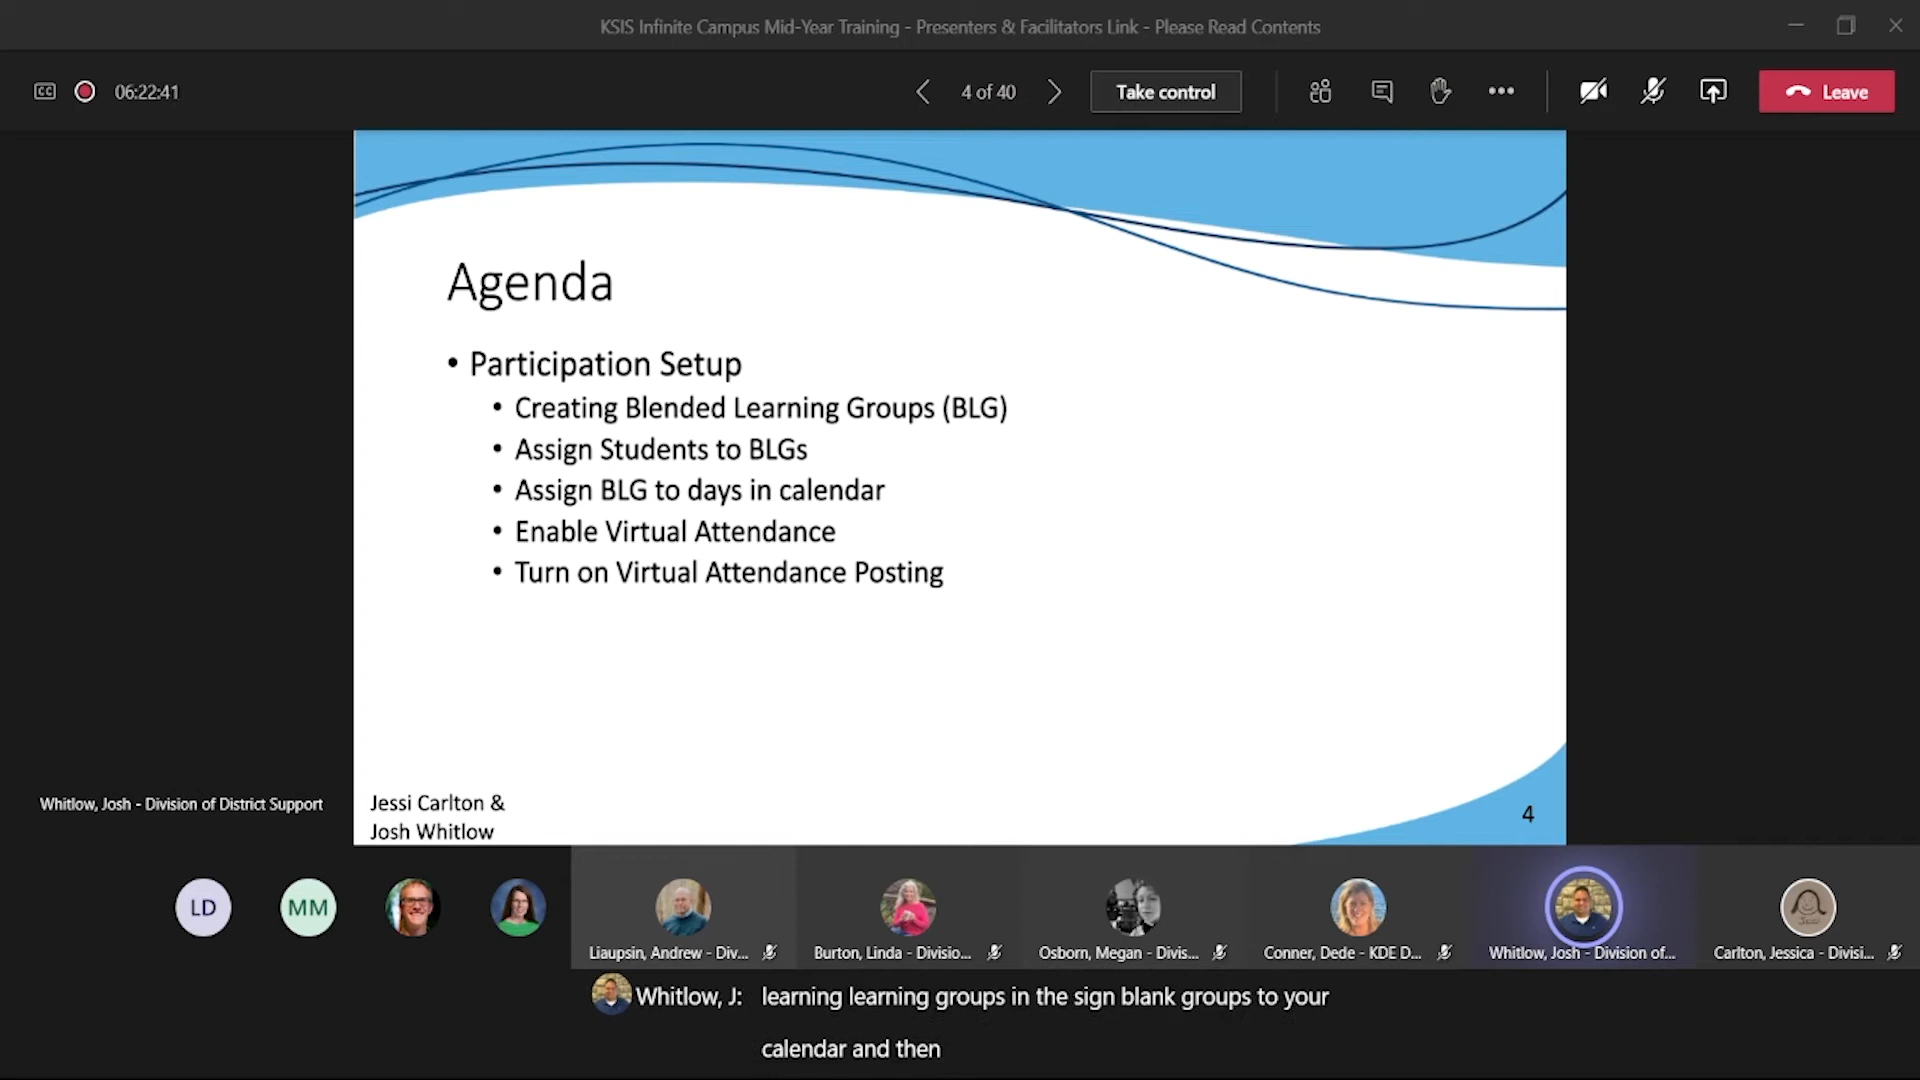 KSIS Infinite Campus Mid-Year Training - Presenters & Facilitators Link - Please Read Contents
CC
06:22:41
4 of 40
Take control
Leave
Agenda
• Participation Setup
• Creating Blended Learning Groups (BLG)
• Assign Students to BLGs
• Assign BLG to days in calendar
• Enable Virtual Attendance
• Turn on Virtual Attendance Posting
Whitlow, Josh - Division of District Support
Jessi Carlton &
Josh Whitlow
4
LD
MM
Liaupsin, Andrew - Div...
Burton, Linda - Divisio...
Osborn, Megan - Divis...
Conner, Dede - KDE D...
Whitlow, Josh - Division of...
Carlton, Jessica - Divisi...
Whitlow, J: learning learning groups in the sign blank groups to your
calendar and then